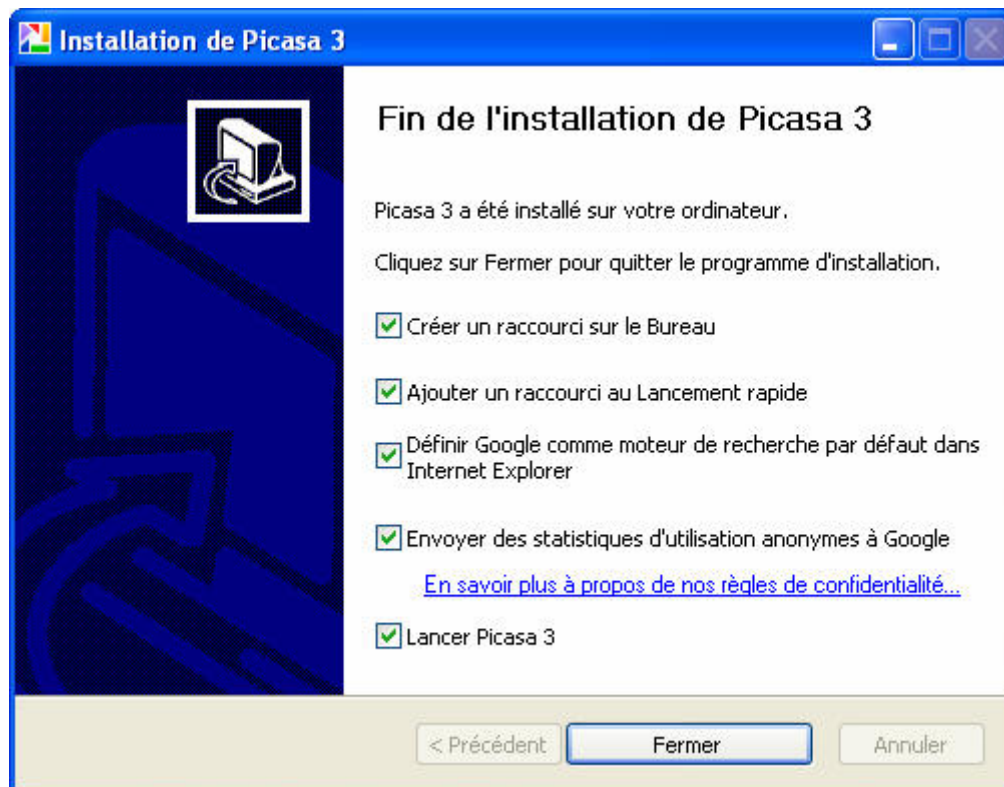 Installation de Picasa 3
Fin de l'installation de Picasa 3
Picasa 3 a été installé sur votre ordinateur.
Cliquez sur Fermer pour quitter le programme d'installation.
Créer un raccourci sur le Bureau
Ajouter un raccourci au Lancement rapide
Définir Google comme moteur de recherche par défaut dans
Internet Explorer
Envoyer des statistiques d'utilisation anonymes à Google
En savoir plus à propos de nos règles de confidentialité...
Lancer Picasa 3
< Précédent
Fermer
Annuler